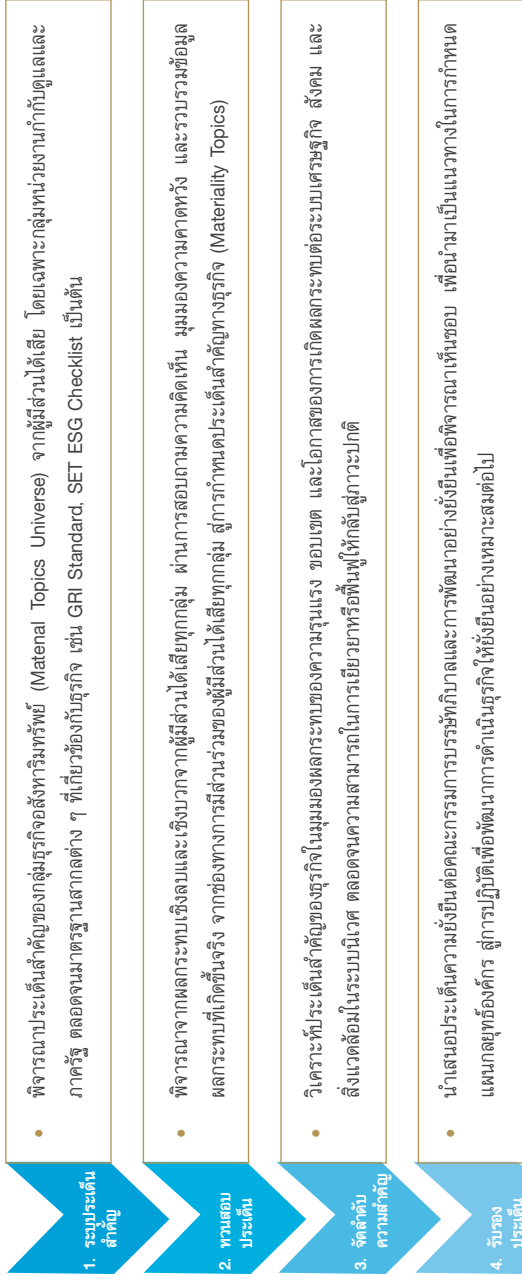 1. ระบุประเด็น
สำคัญ
• พิจารณาประเด็นสำคัญของกลุ่มธุรกิจอสังหาริมทรัพย์ (Matenal Topics Universe) จากผู้มีส่วนได้เสีย โดยเฉพาะกลุ่มหน่วยงานกำกับดูแลและ
ภาครัฐ ตลอดจนมาตรฐานสากลต่าง ๆ ที่เกี่ยวข้องกับธุรกิจ เช่น GRI Standard, SET ESG Checklist เป็นต้น
2. ทวนสอบ
ประเด็น
• พิจารณาจากผลกระทบเชิงลบและเชิงบวกจากผู้มีส่วนได้เสียทุกกลุ่ม ผ่านการสอบถามความคิดเห็น มุมมองความคาดหวัง และรวบรวมข้อมูล
ผลกระทบที่เกิดขึ้นจริง จากช่องทางการมีส่วนร่วมของผู้มีส่วนได้เสียทุกกลุ่ม สู่การกำหนดประเด็นสำคัญทางธุรกิจ (Materiality Topics)
3. จัดลำดับ
ความสำคัญ
• วิเคราะห์ประเด็นสำคัญของธุรกิจในมุมมองผลกระทบของความรุนแรง ขอบเขต และโอกาสของการเกิดผลกระทบต่อระบบเศรษฐกิจ สังคม และ
สิ่งแวดล้อมในระบบนิเวศ ตลอดจนความสามารถในการเยียวยาหรือฟื้นฟูให้กลับสู่ภาวะปกติ
4. รับรอง
ประเด็น
• นำเสนอประเด็นความยั่งยืนต่อคณะกรรมการบรรษัทภิบาลและการพัฒนาอย่างยั่งยืนเพื่อพิจารณาเห็นชอบ เพื่อนำมาเป็นแนวทางในการกำหนด
แผนกลยุทธ์องค์กร สู่การปฏิบัติเพื่อพัฒนาการดำเนินธุรกิจให้ยั่งยืนอย่างเหมาะสมต่อไป